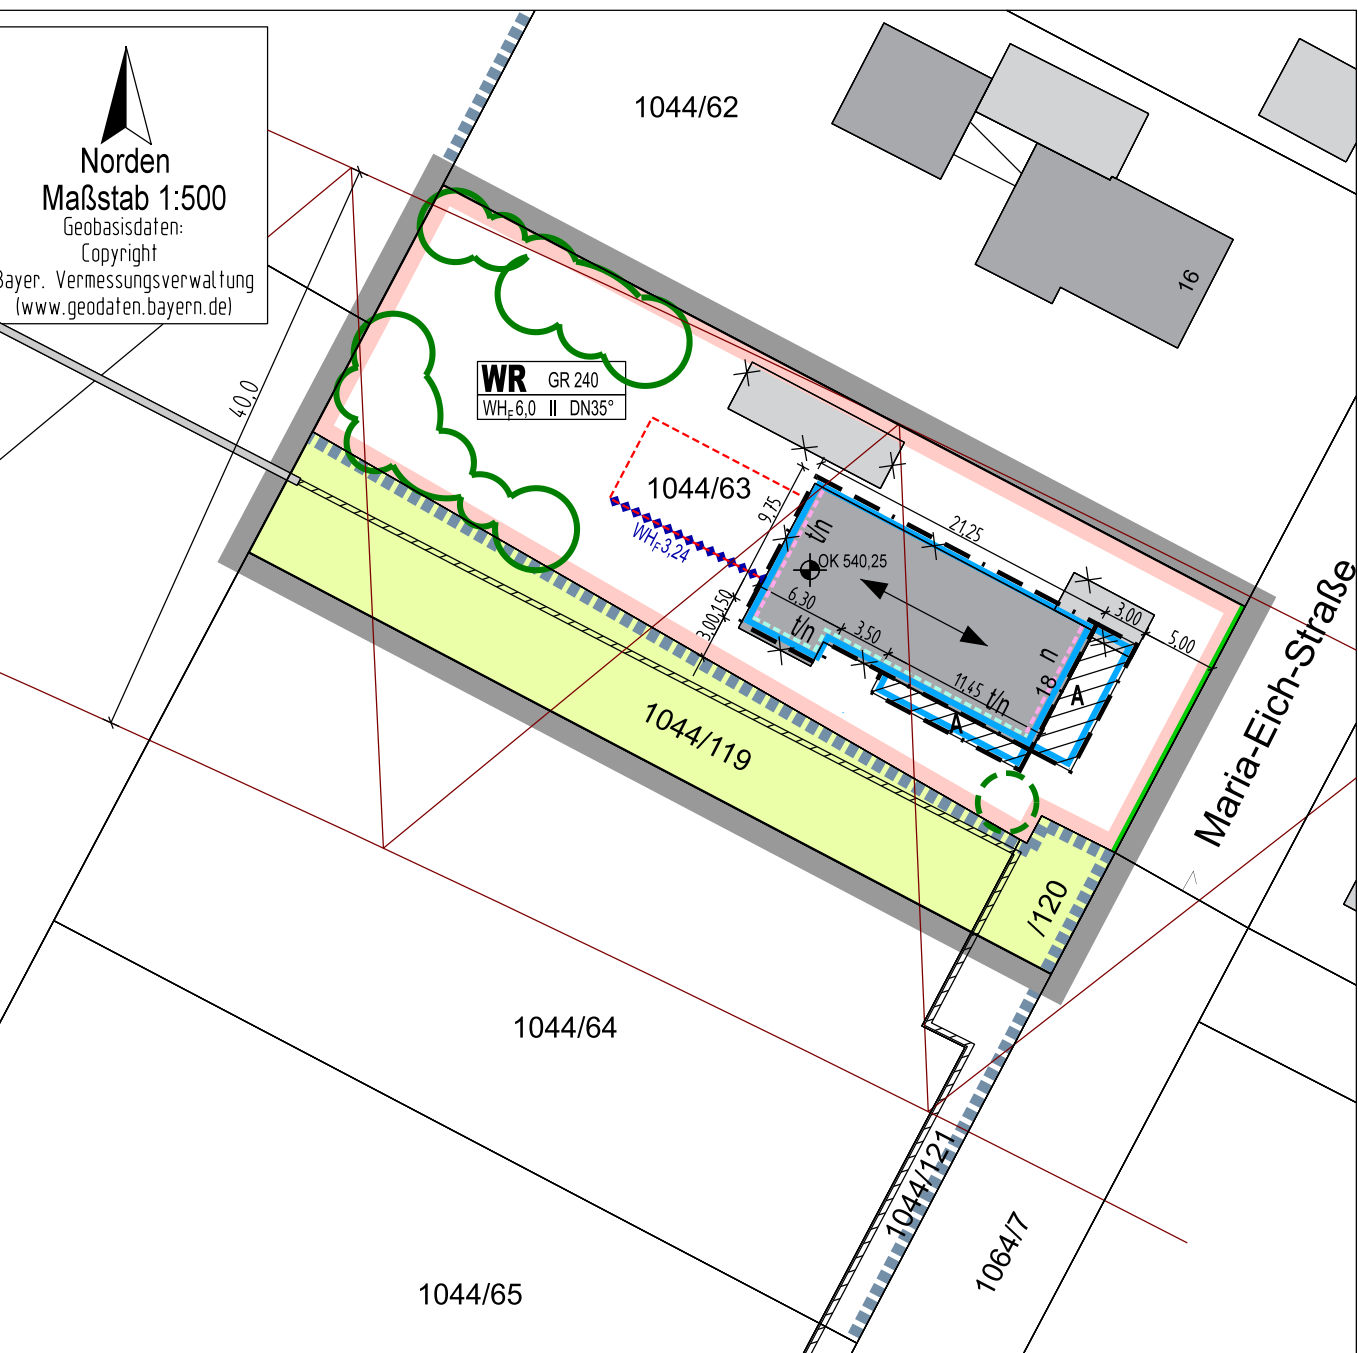 Norden
Maßstab 1:500
Geobasisdaten:
Copyright
Bayer. Vermessungsverwaltung
(www.geodaten.bayern.de)
1044/62
16
40,0
WR GR 240
WH_F 6,0 II DN35°
1044/63
WH_F 3,24
9,75
21,25
t/n
OK 540,25
6,30
3,00
1,50
t/n
3,50
11,45
t/n
n
18
3,00
5,00
A
A
Maria-Eich-Straße
1044/119
/120
1044/64
1044/121
1064/7
1044/65